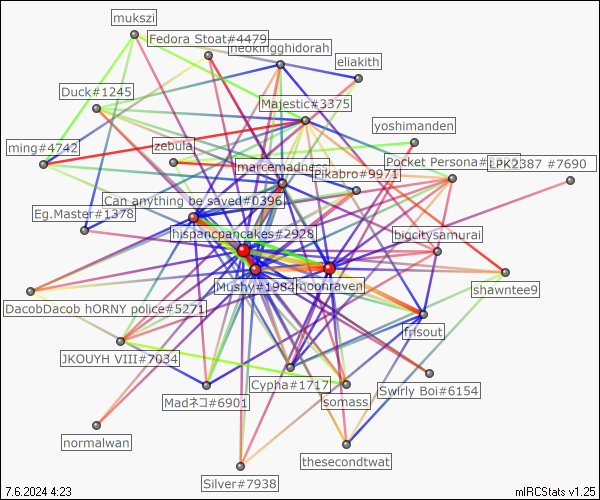 mukszi
Fedora Stoat#4479
neokingghidorah
eliakith
Duck#1245
Majestic#3375
yoshimanden
ming#4742
zebula
marcemadness
Pikabro#9971
Pocket Persona#
LPK2387 #7690
Can anything be saved#0396
Eg.Master#1378
hispancpancakes#2928
bigcitysamurai
Mushy#1984
moonraven
shawntee9
DacobDacob hORNY police#5271
frisout
JKOUYH VIII#7034
Cypha#1717
Swirly Boi#6154
Madネコ#6901
somass
normalwan
thesecondtwat
Silver#7938
7.6.2024 4:23
mIRCStats v1.25